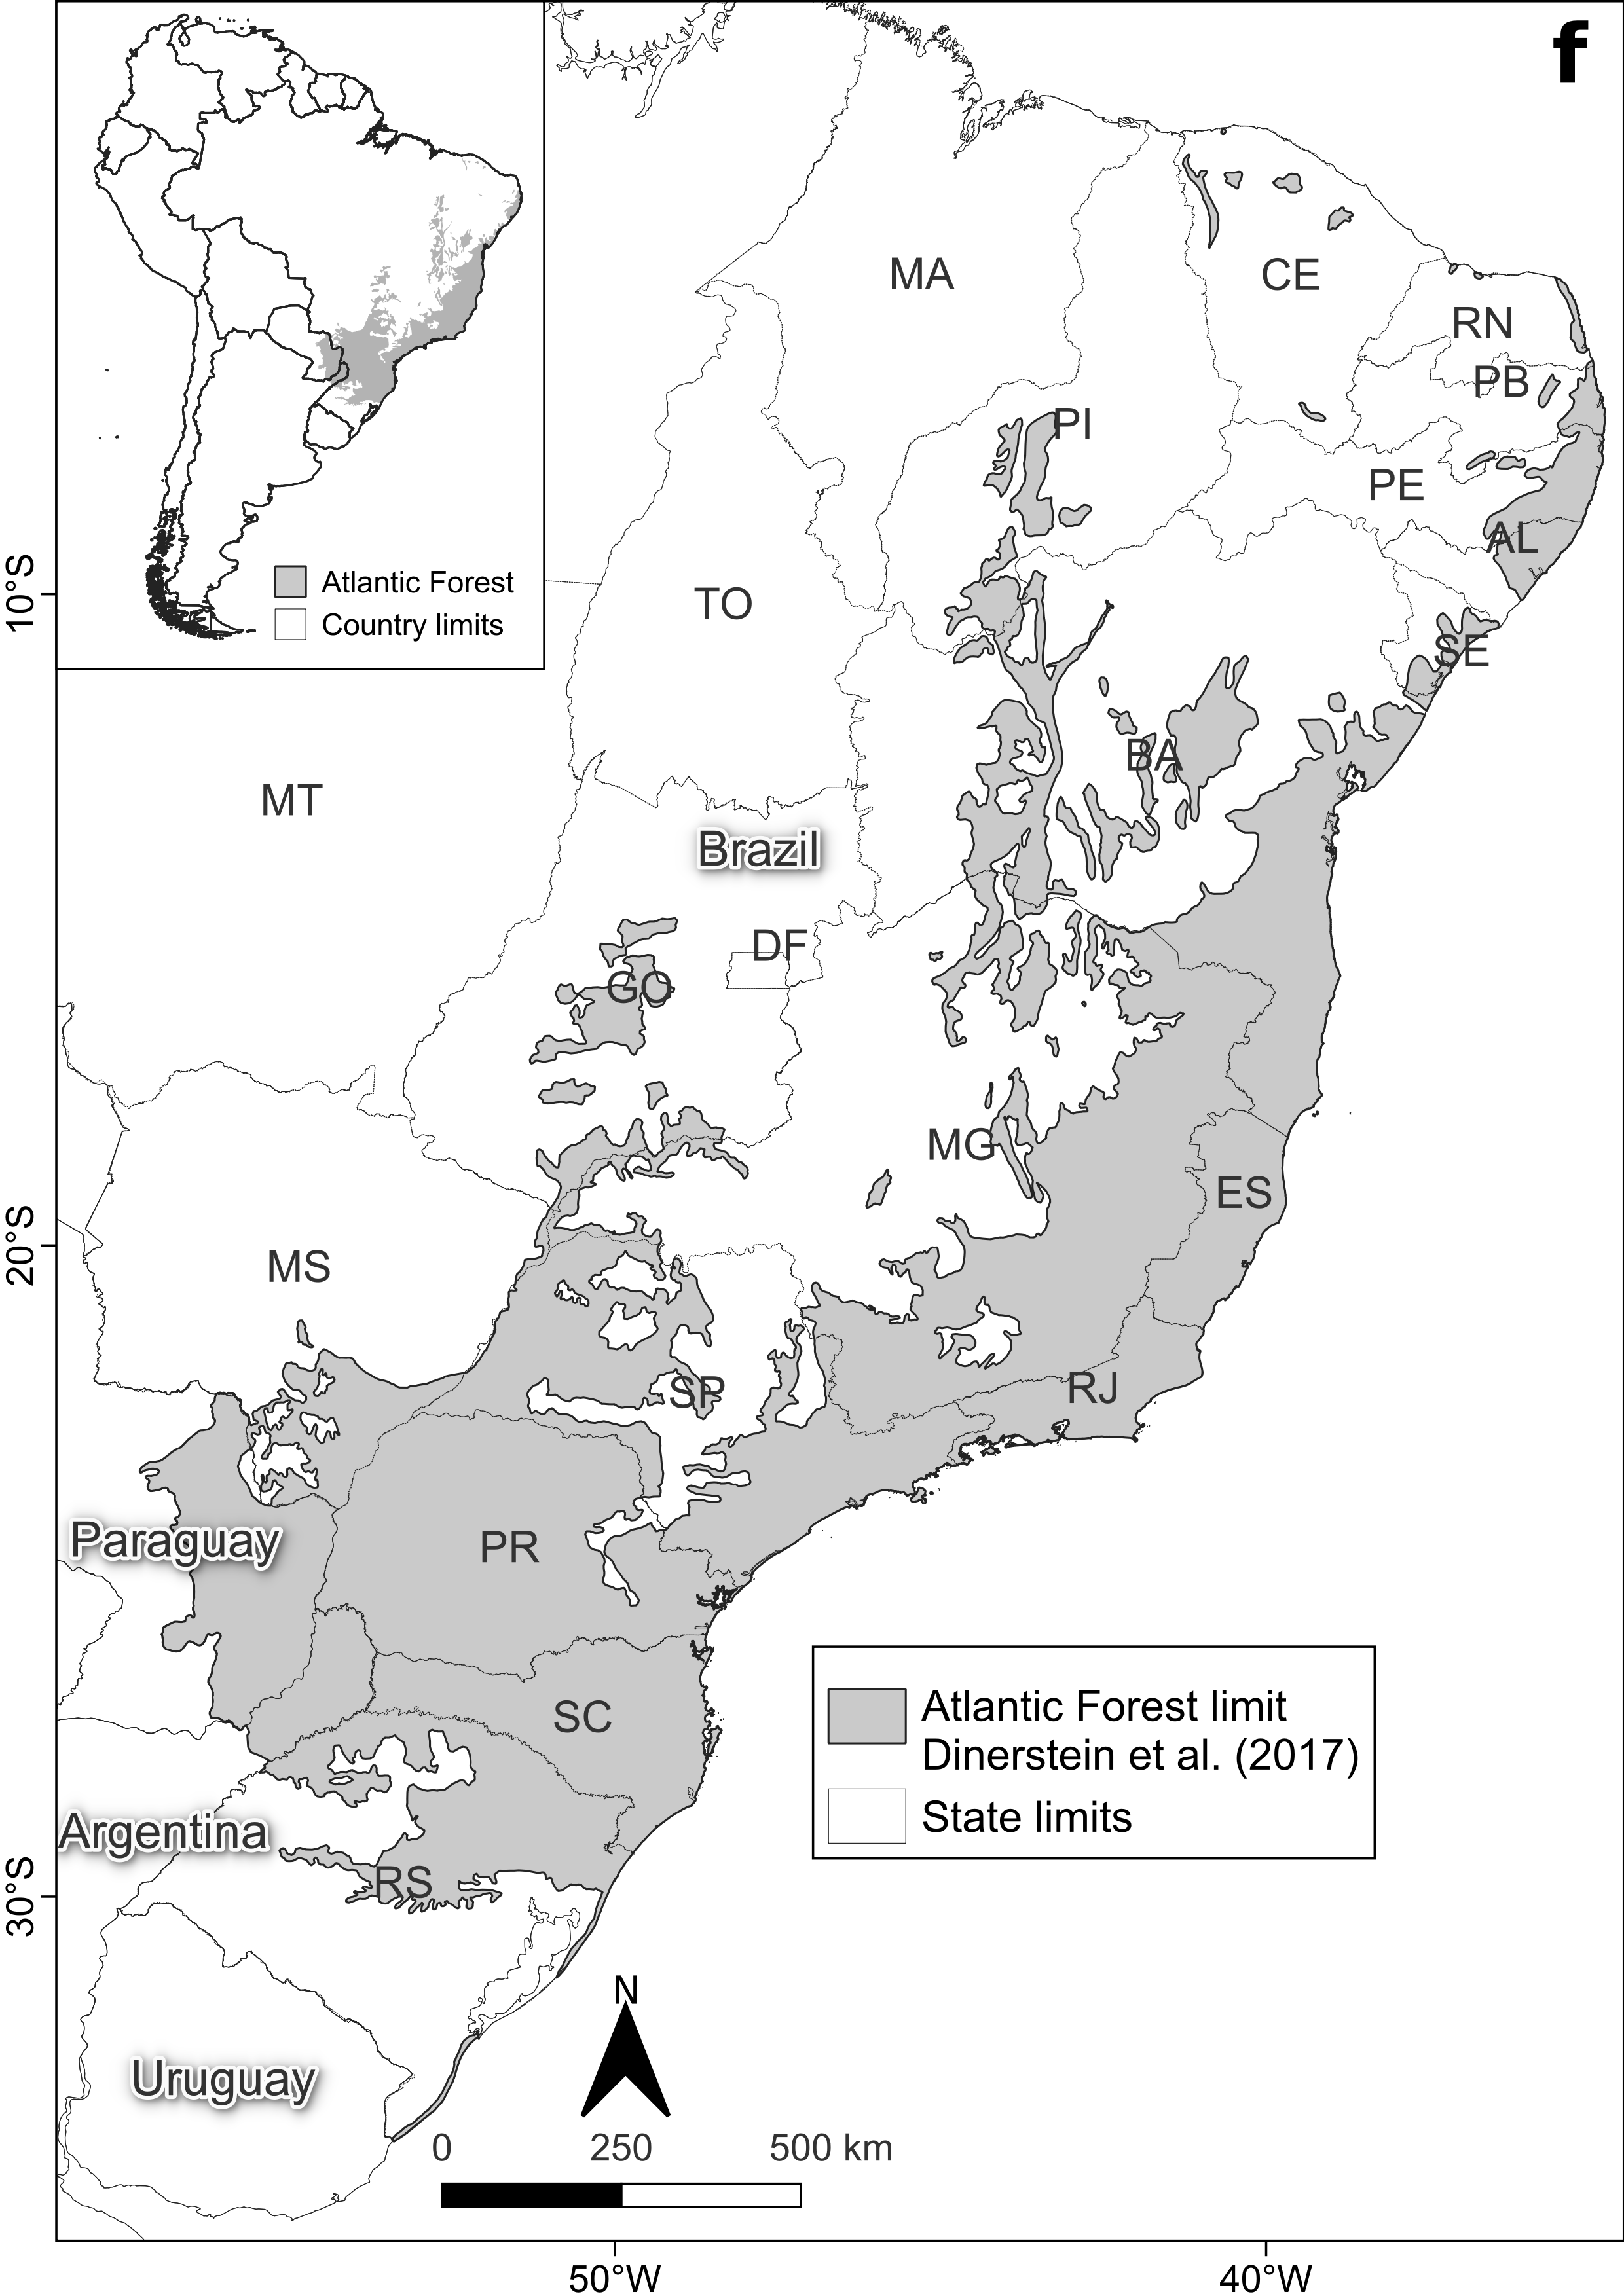 f
MA
CE
RN
PB
PI
PE
AL
10°S
Atlantic Forest
Country limits
TO
SE
BA
MT
Brazil
DF
GO
MG
ES
20°S
MS
SP
RJ
Paraguay
PR
SC
Atlantic Forest limit
Dinerstein et al. (2017)
State limits
Argentina
RS
30°S
N
Uruguay
0 250 500 km
50°W 40°W